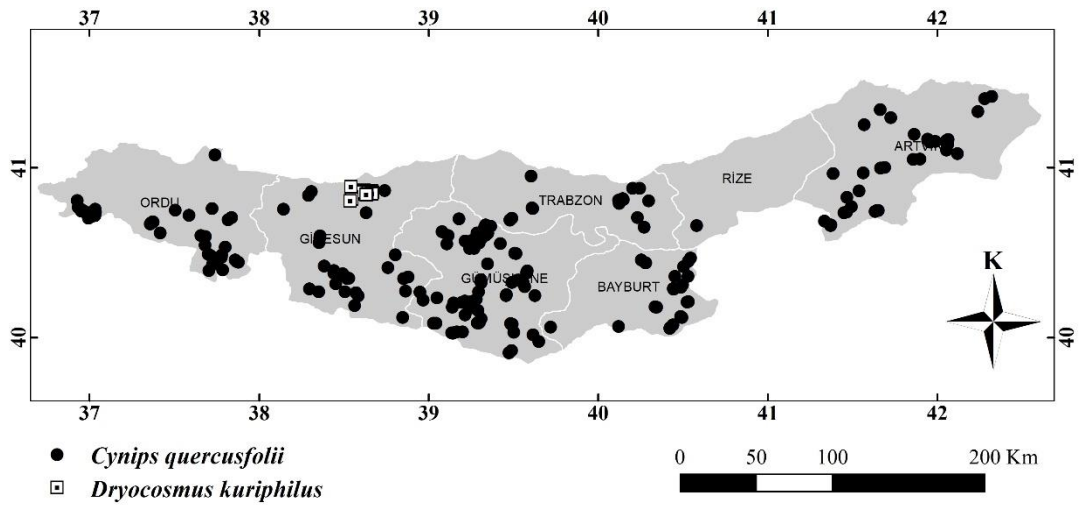 37 38 39 40 41 42
41
41
ORDU
GİRESUN
TRABZON
RİZE
ARTVİN
GÜMÜŞHANE
BAYBURT
K
40
40
37 38 39 40 41 42
Cynips quercusfolii
Dryocosmus kuriphilus
0 50 100 200 Km